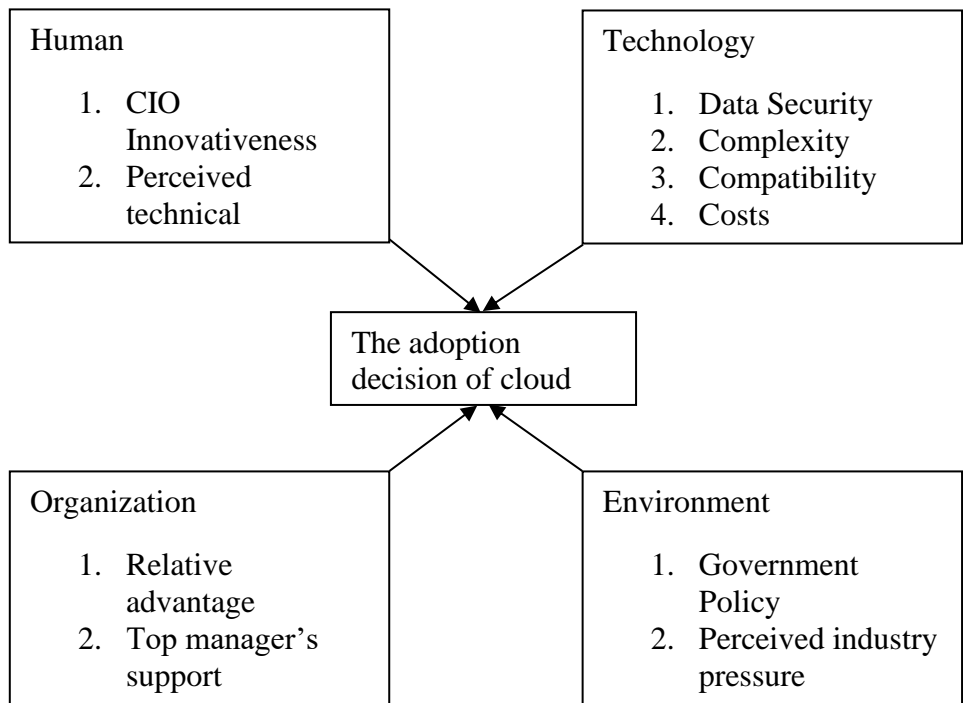 Human
1. CIO
Innovativeness
2. Perceived
technical
Technology
1. Data Security
2. Complexity
3. Compatibility
4. Costs
The adoption
decision of cloud
Organization
1. Relative
advantage
2. Top manager’s
support
Environment
1. Government
Policy
2. Perceived industry
pressure